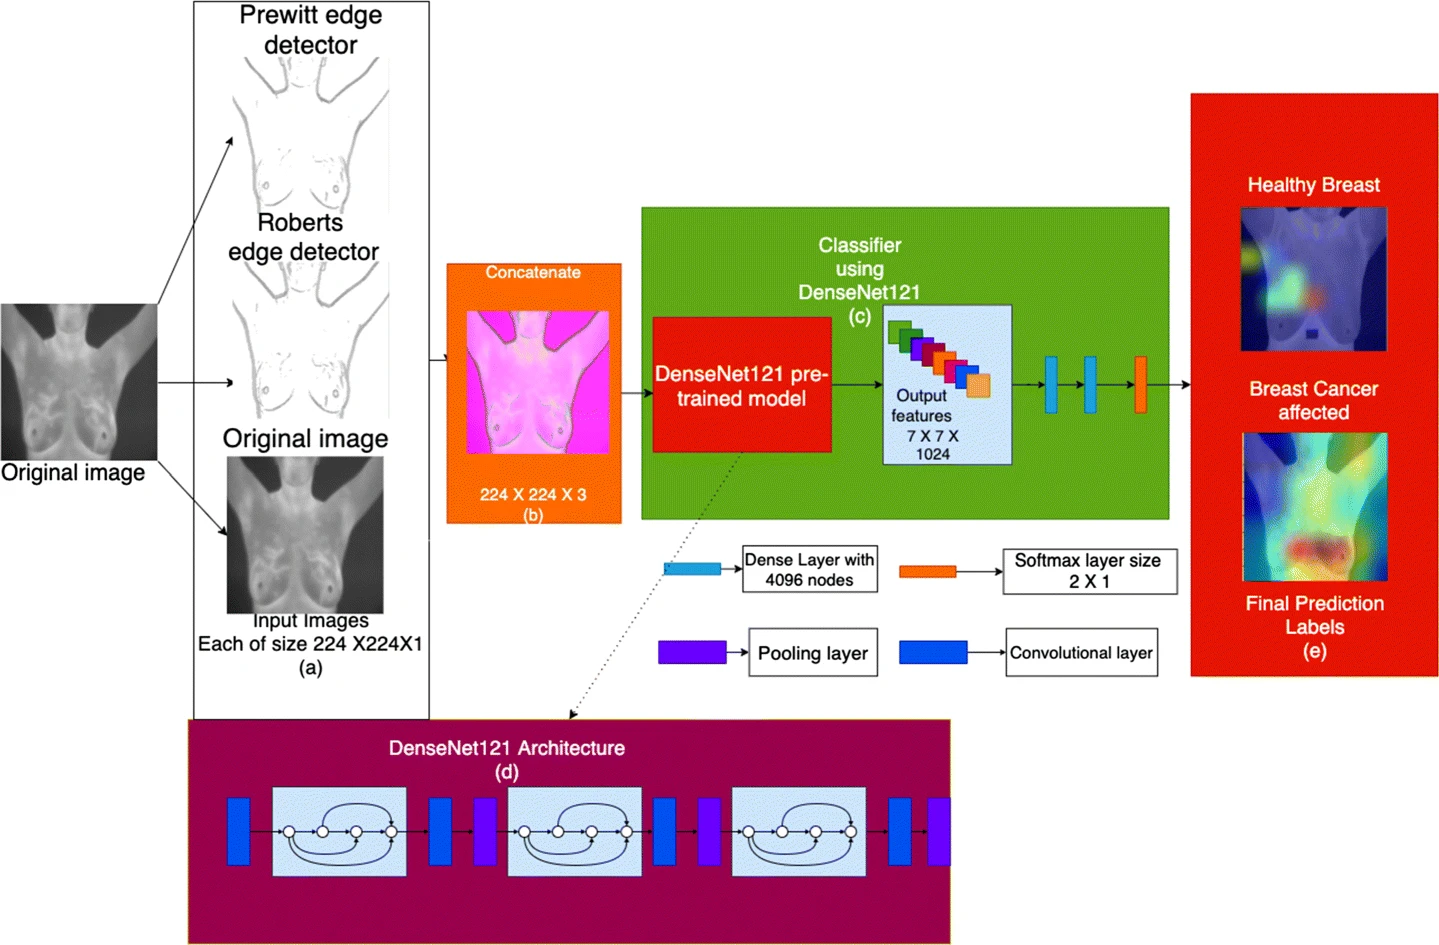 Prewitt edge
detector
Roberts
edge detector
Original image
Original image
Input Images
Each of size 224 X224X1
(a)
Concatenate
224 X 224 X 3
(b)
Classifier
using
DenseNet121
(c)
DenseNet121 pre-
trained model
Output
features
7 X 7 X
1024
Dense Layer with
4096 nodes
Softmax layer size
2 X 1
Pooling layer
Convolutional layer
Healthy Breast
Breast Cancer
affected
Final Prediction
Labels
(e)
DenseNet121 Architecture
(d)